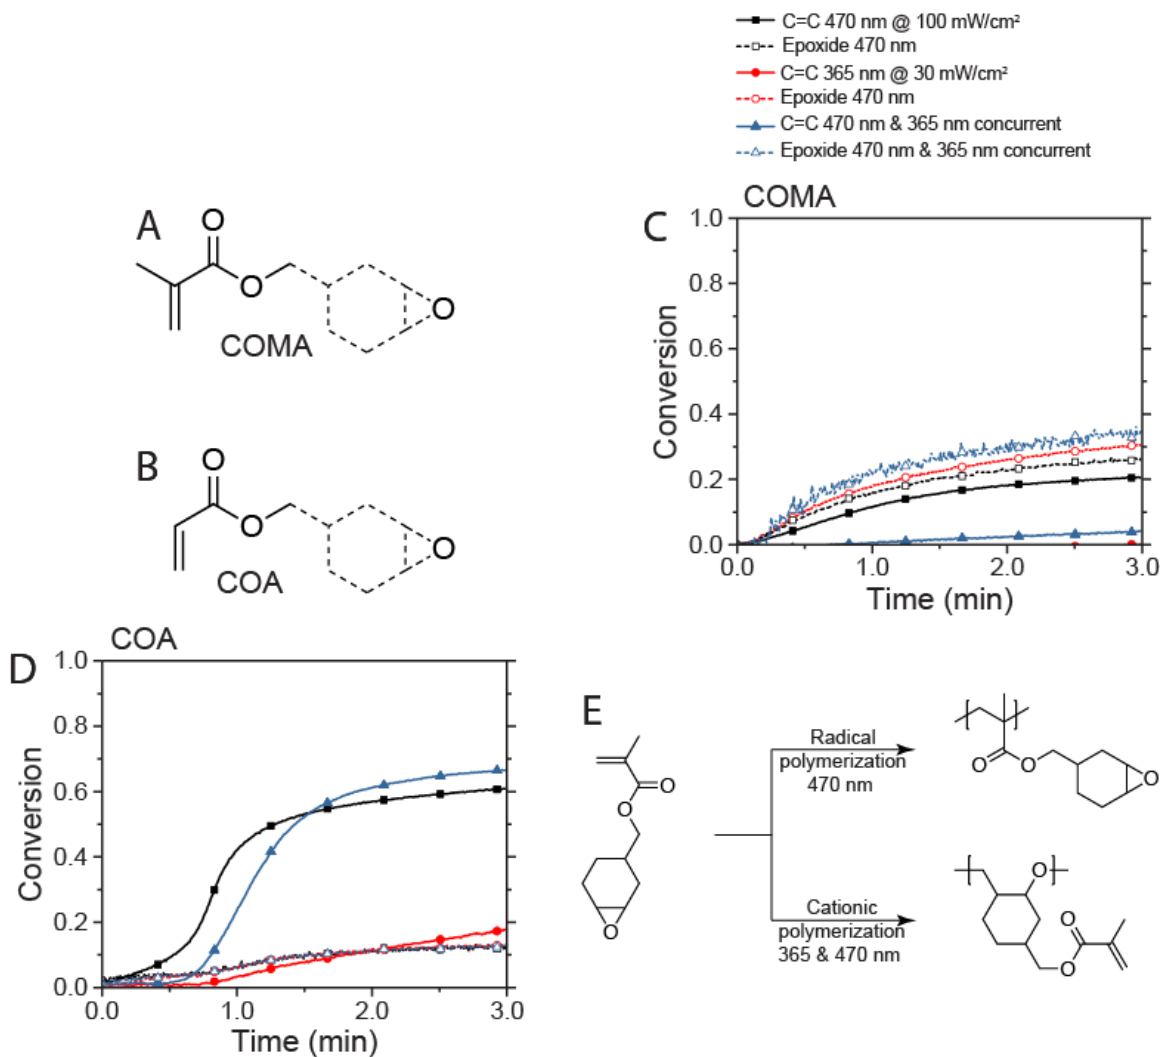 C=C 470 nm @ 100 mW/cm²
Epoxide 470 nm
C=C 365 nm @ 30 mW/cm²
Epoxide 470 nm
C=C 470 nm & 365 nm concurrent
Epoxide 470 nm & 365 nm concurrent
A
O
O
O
COMA
B
O
O
O
COA
C
COMA
Conversion
1.0
0.8
0.6
0.4
0.2
0.0
0.0 1.0 2.0 3.0
Time (min)
D
COA
Conversion
1.0
0.8
0.6
0.4
0.2
0.0
0.0 1.0 2.0 3.0
Time (min)
E
O
O
O
Radical
polymerization
470 nm
O
O
O
Cationic
polymerization
365 & 470 nm
O
O
O